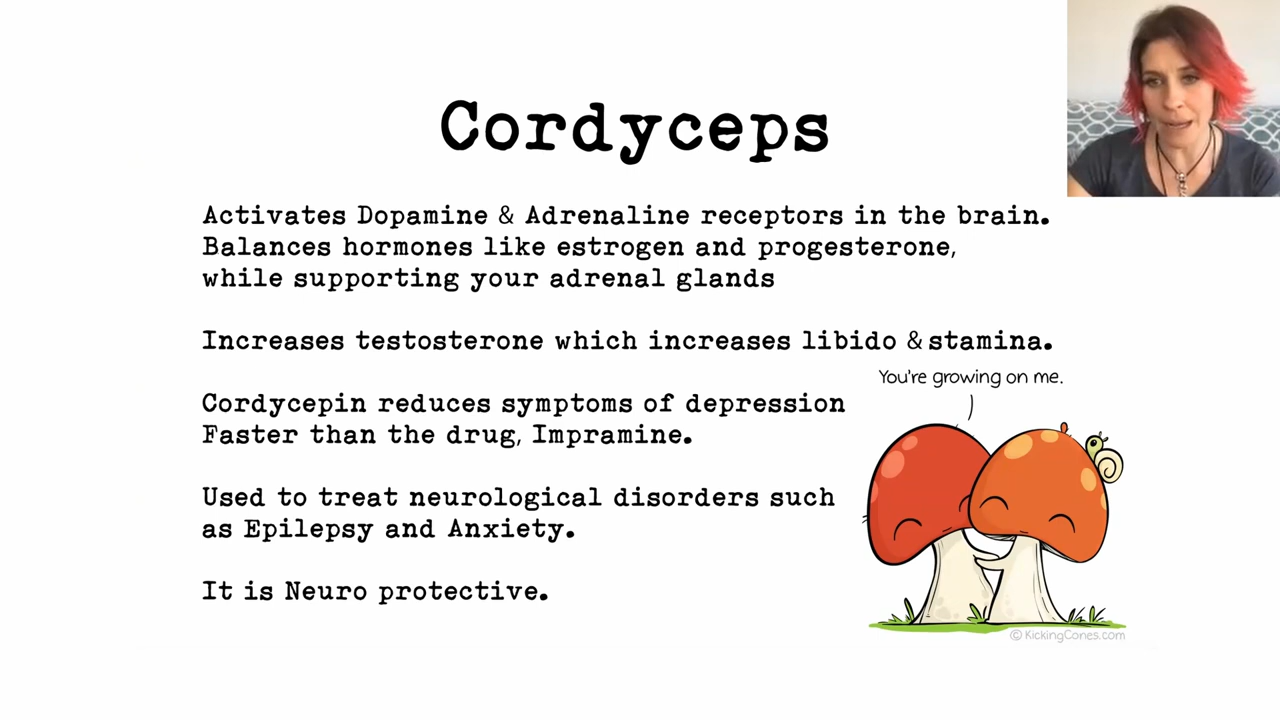 Cordyceps
Activates Dopamine & Adrenaline receptors in the brain.
Balances hormones like estrogen and progesterone,
while supporting your adrenal glands
Increases testosterone which increases libido & stamina.
You're growing on me.
Cordycepin reduces symptoms of depression
Faster than the drug, Impramine.
Used to treat neurological disorders such
as Epilepsy and Anxiety.
It is Neuro protective.
© KickingCones.com